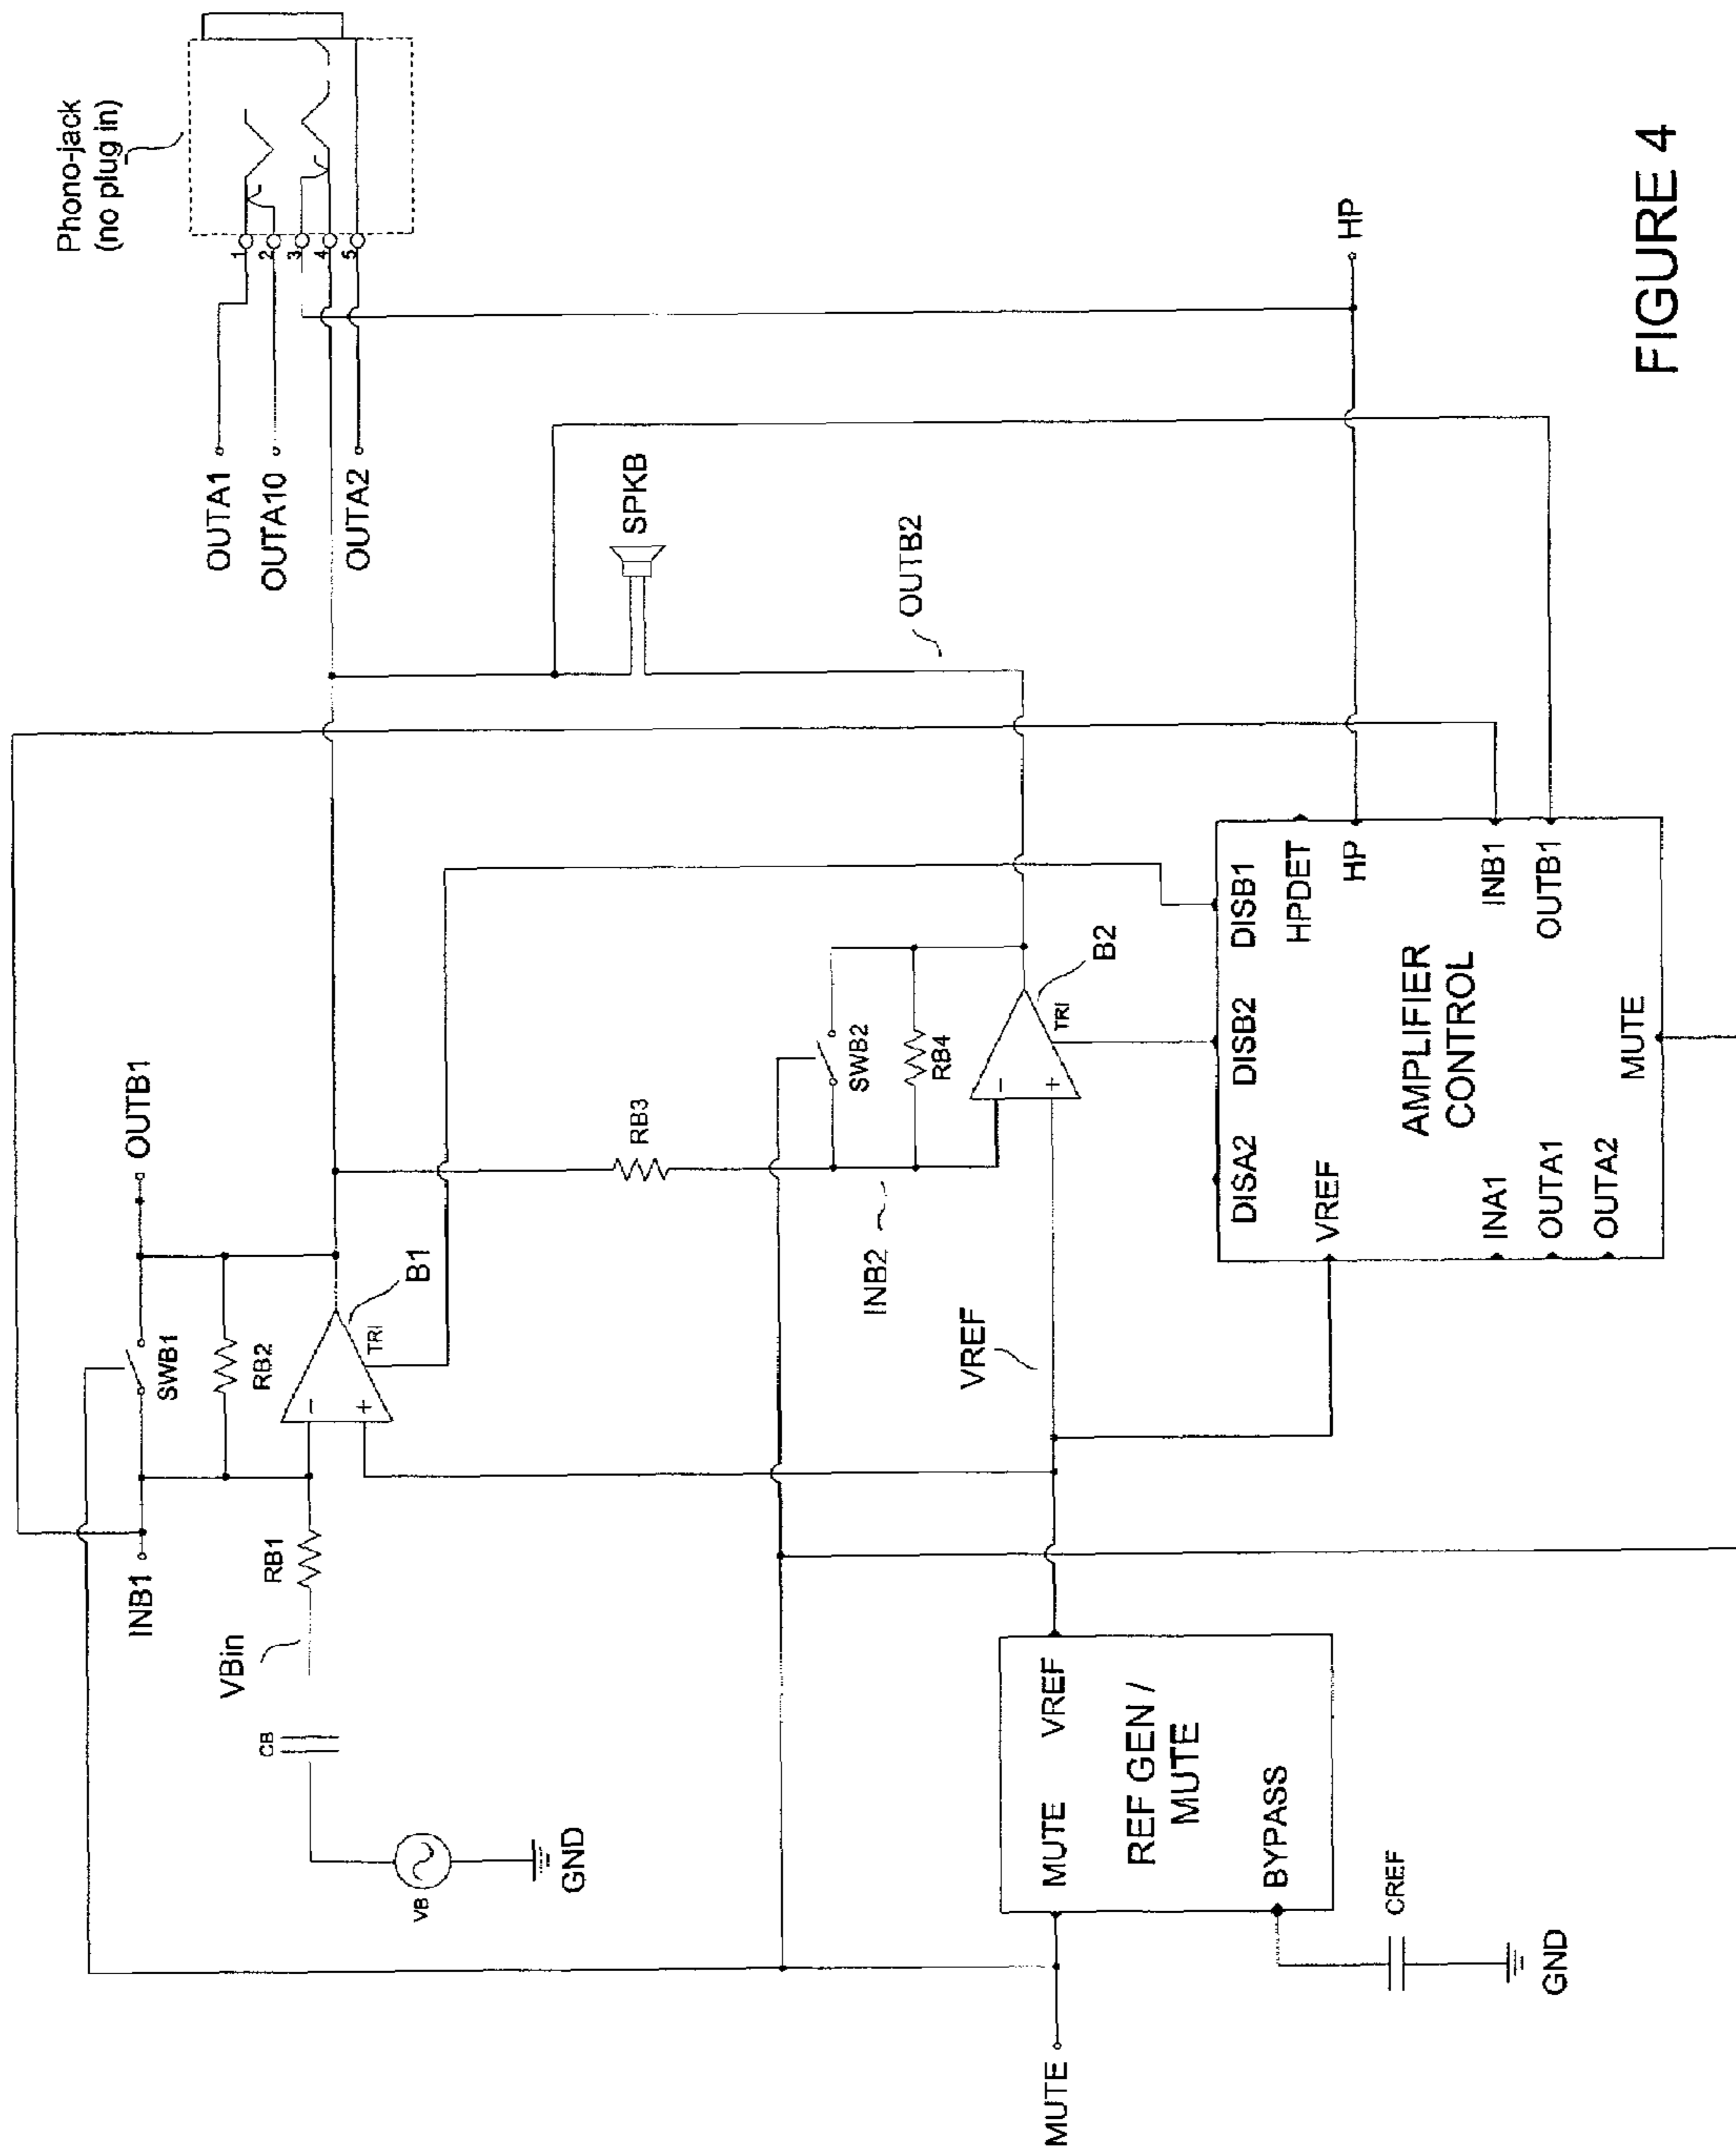 Phono-jack
(no plug in)
1
2
3
4
5
OUTA1
OUTA10
OUTA2
HP
SPKB
OUTB2
OUTB1
SWB1
RB2
INB1
RB1
VBin
CB
VB
GND
B1
TRI
-
+
RB3
SWB2
RB4
INB2
B2
TRI
-
+
VREF
DISA2
DISB2
DISB1
VREF
HPDET
HP
AMPLIFIER
CONTROL
INA1
INB1
OUTA1
OUTB1
OUTA2
MUTE
MUTE
MUTE
VREF
REF GEN /
MUTE
BYPASS
CREF
GND
FIGURE 4